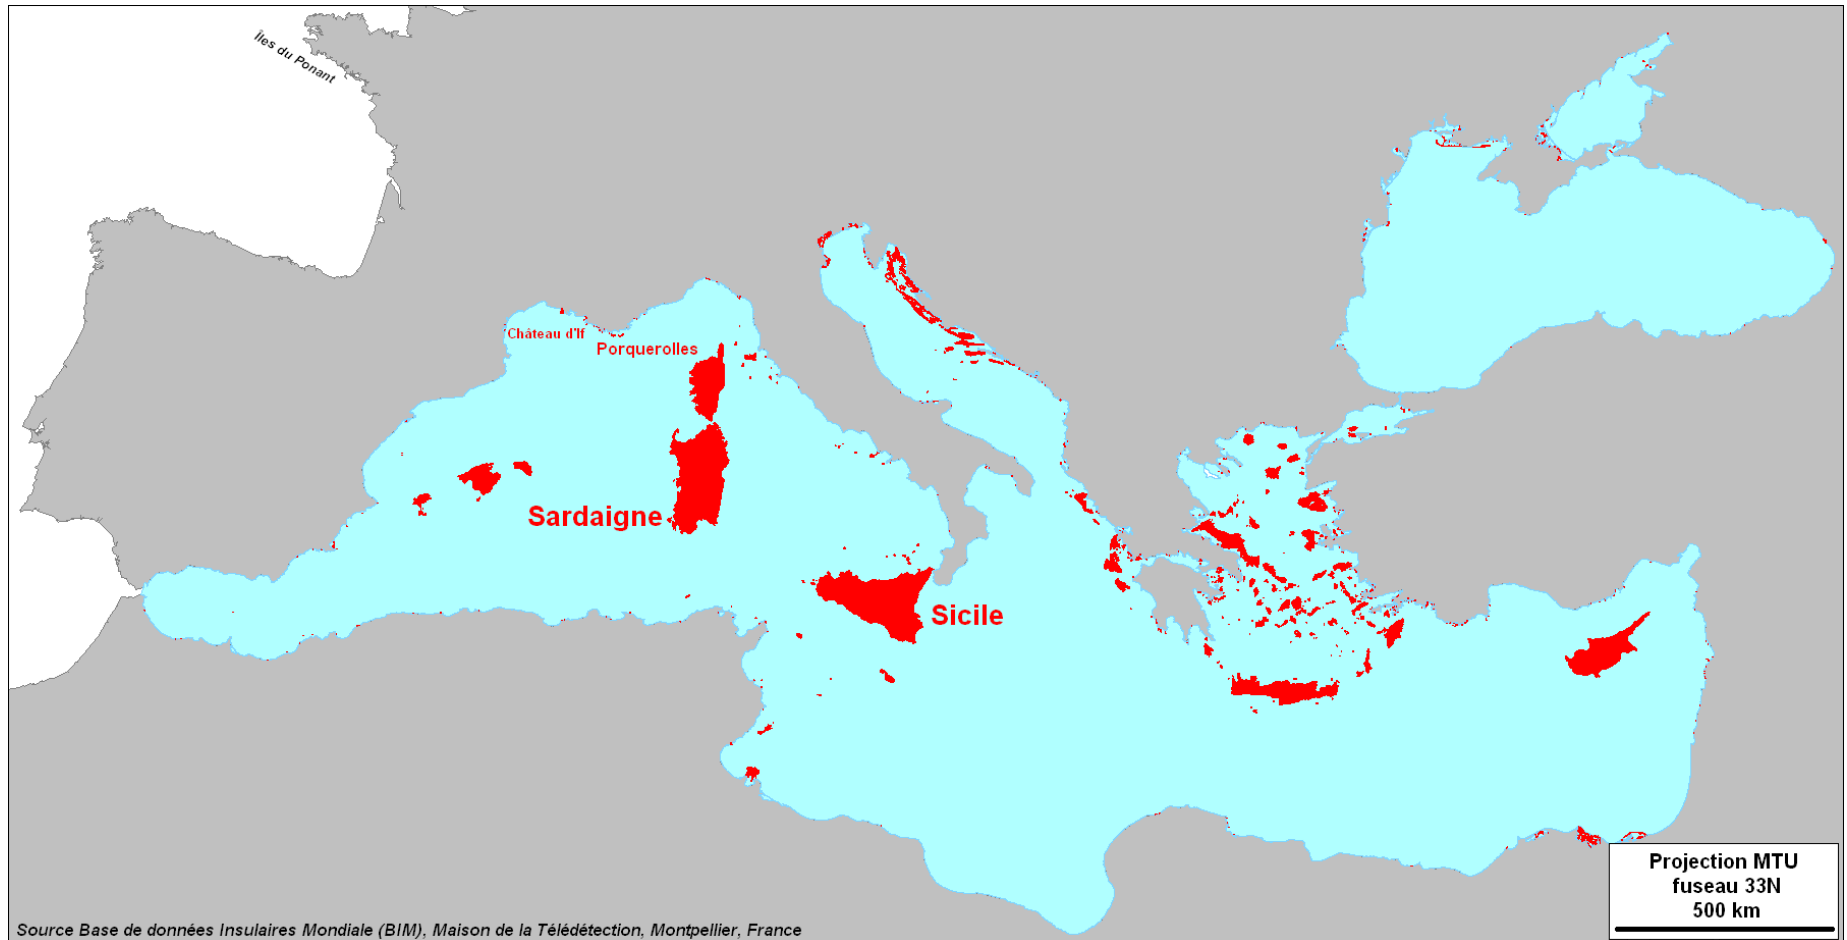 Îles du Ponant
Château d'If
Porquerolles
Sardaigne
Sicile
Projection MTU
fuseau 33N
500 km
Source Base de données Insulaires Mondiale (BIM), Maison de la Télédétection, Montpellier, France